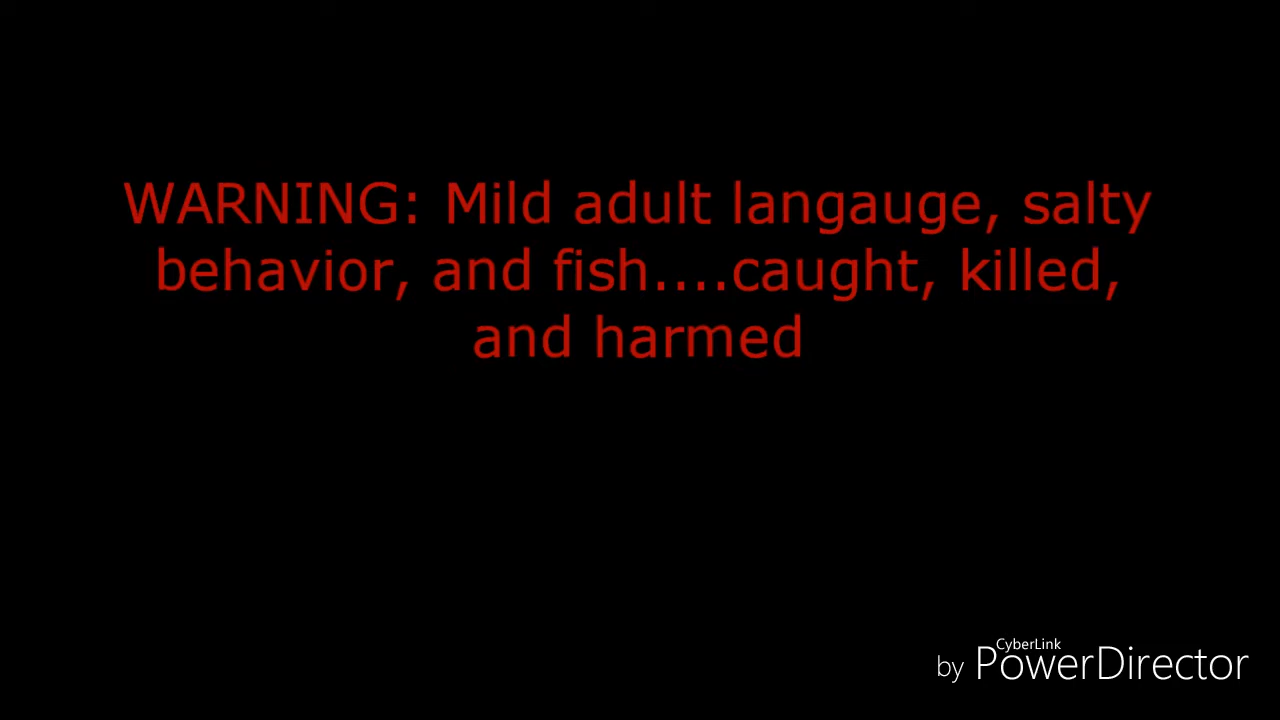 WARNING: Mild adult langauge, salty
behavior, and fish....caught, killed,
and harmed
CyberLink
by PowerDirector